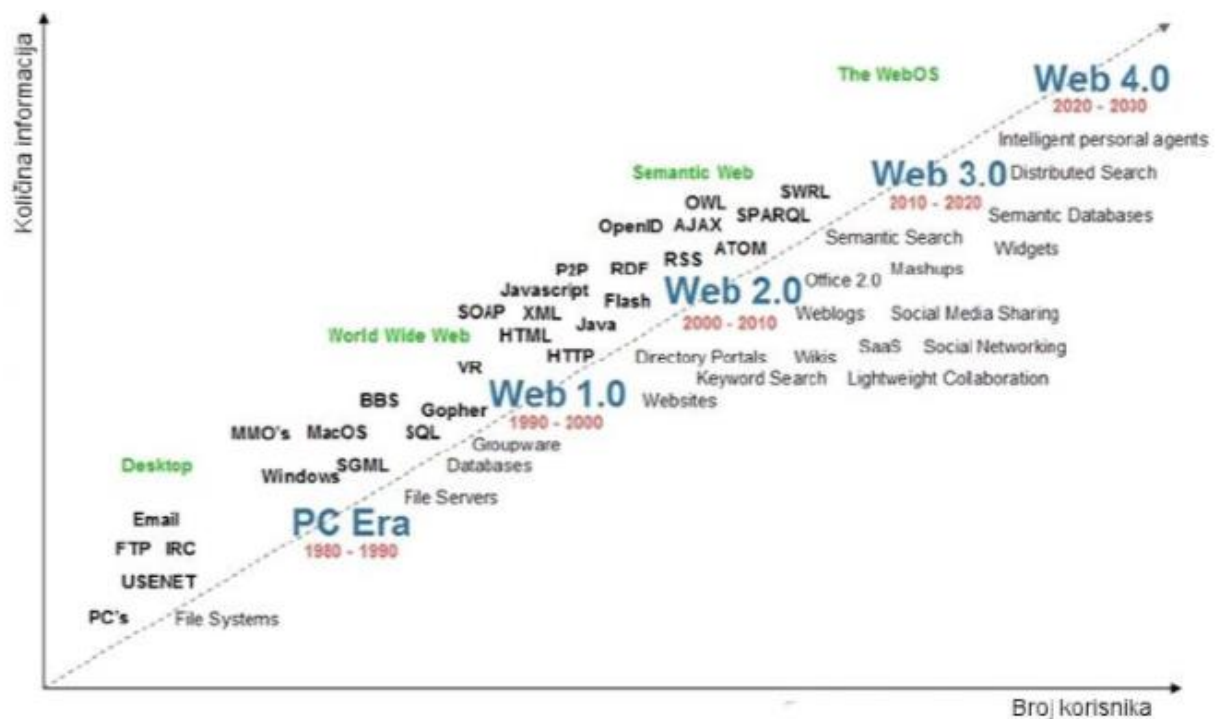 Količina informacija
The WebOS
Web 4.0
2020 - 2030
Intelligent personal agents
Semantic Web
Web 3.0
Distributed Search
2010 - 2020
SWRL
OWL
SPARQL
Semantic Databases
OpenID
AJAX
Semantic Search
Widgets
ATOM
RSS
P2P
RDF
Mashups
Office 2.0
Javascript
Flash
Web 2.0
2000 - 2010
SOAP
XML
Weblogs
Social Media Sharing
Java
World Wide Web
HTML
HTTP
Directory Portals
Wikis
SaaS
Social Networking
VR
Keyword Search
Lightweight Collaboration
Web 1.0
1990 - 2000
Websites
BBS
Gopher
MMO's
MacOS
SQL
Groupware
Desktop
Windows
SGML
Databases
File Servers
PC Era
1980 - 1990
Email
FTP
IRC
USENET
PC's
File Systems
Broj korisnika